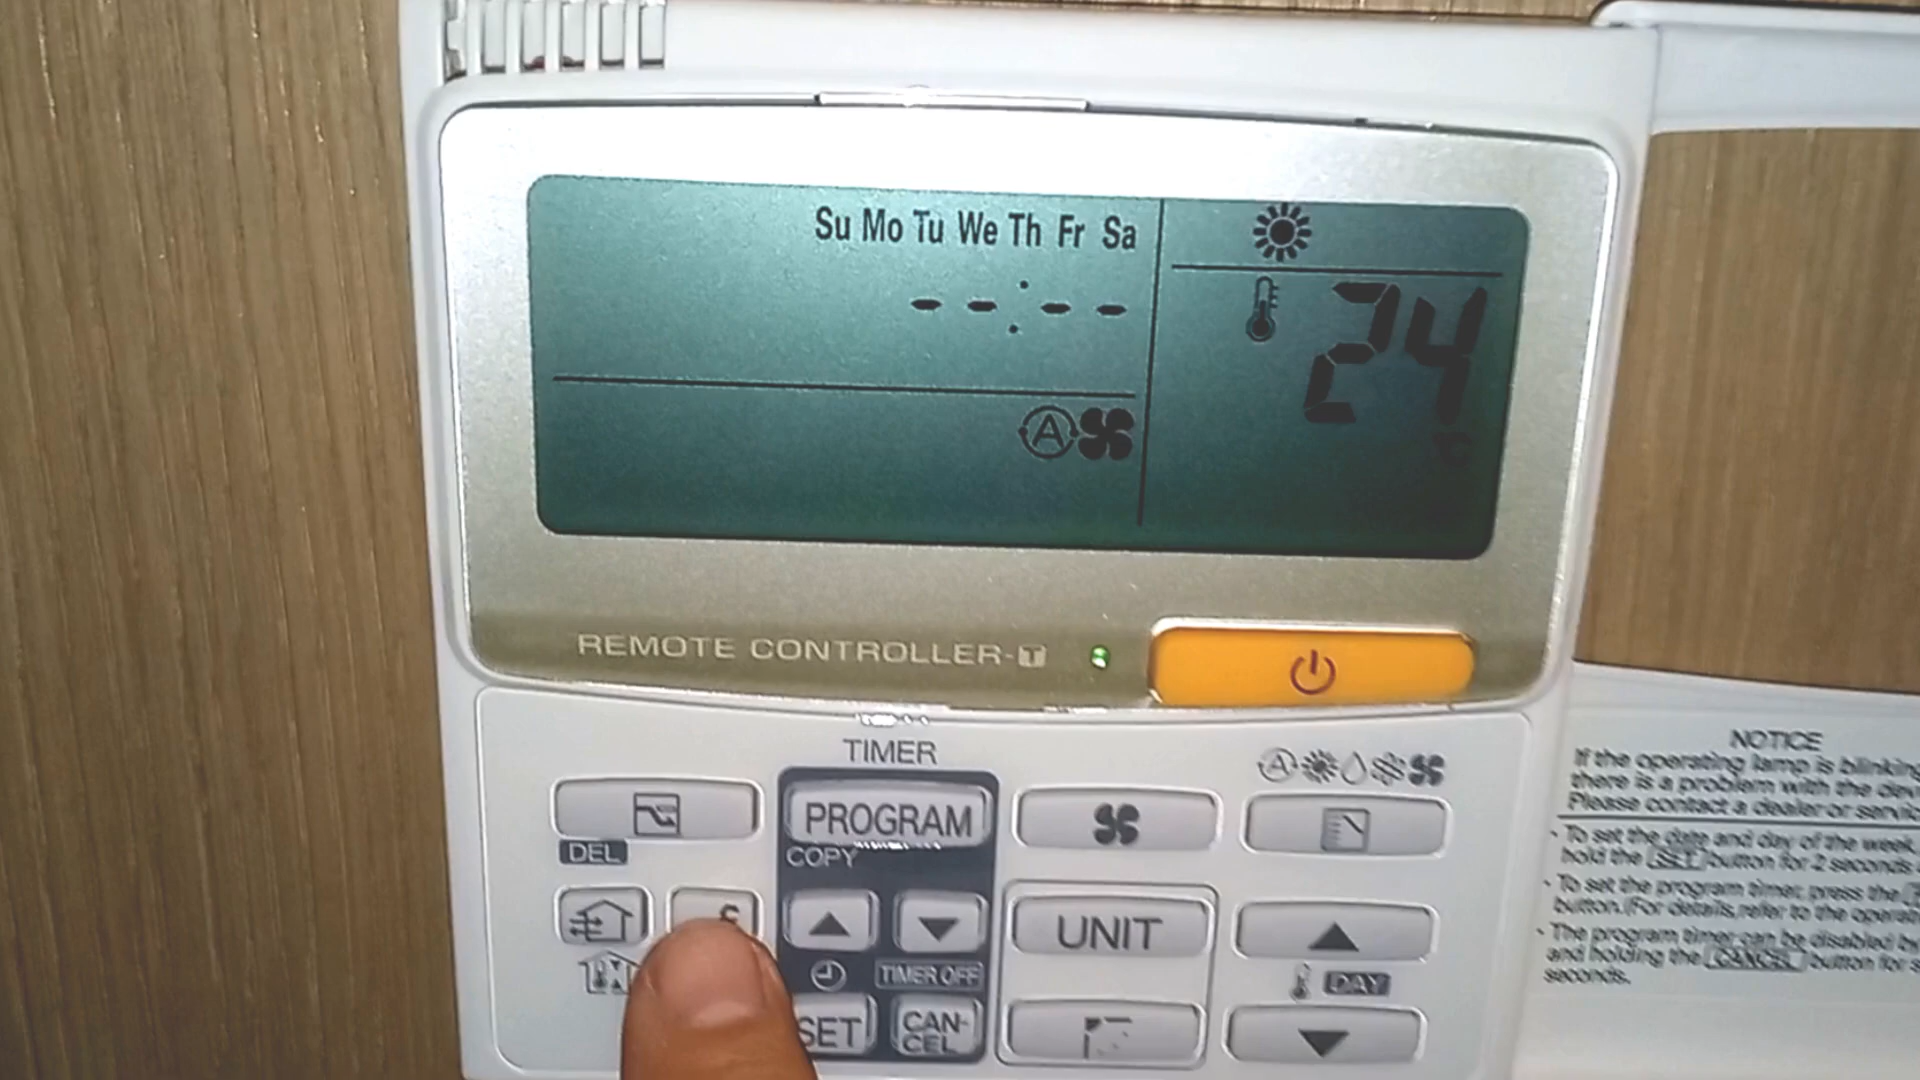 Su Mo Tu We Th Fr Sa
--:--
24
°C
A
REMOTE CONTROLLER-T
TIMER
A
PROGRAM
DEL
COPY
UNIT
TIMER OFF
DAY
SET
CAN-
CEL
NOTICE
If the operating lamp is blinking
there is a problem with the
Please contact a dealer or
· To set the date and day of the week,
hold the SET button for 2 seconds
· To set the program timer, press the
button.(For details,refer to the
· The program timer can be disabled by
and holding the CANCEL button for
seconds.